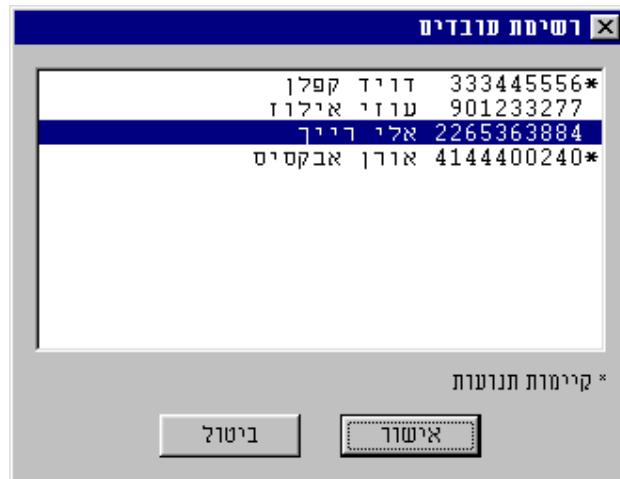 רשימת עובדים
*333445556 דויד קפלן
901233277 עוזי אילוז
2265363884 אלי רייך
*4144400240 אורן אבקסיס
* קיימות תנועות
אישור
ביטול